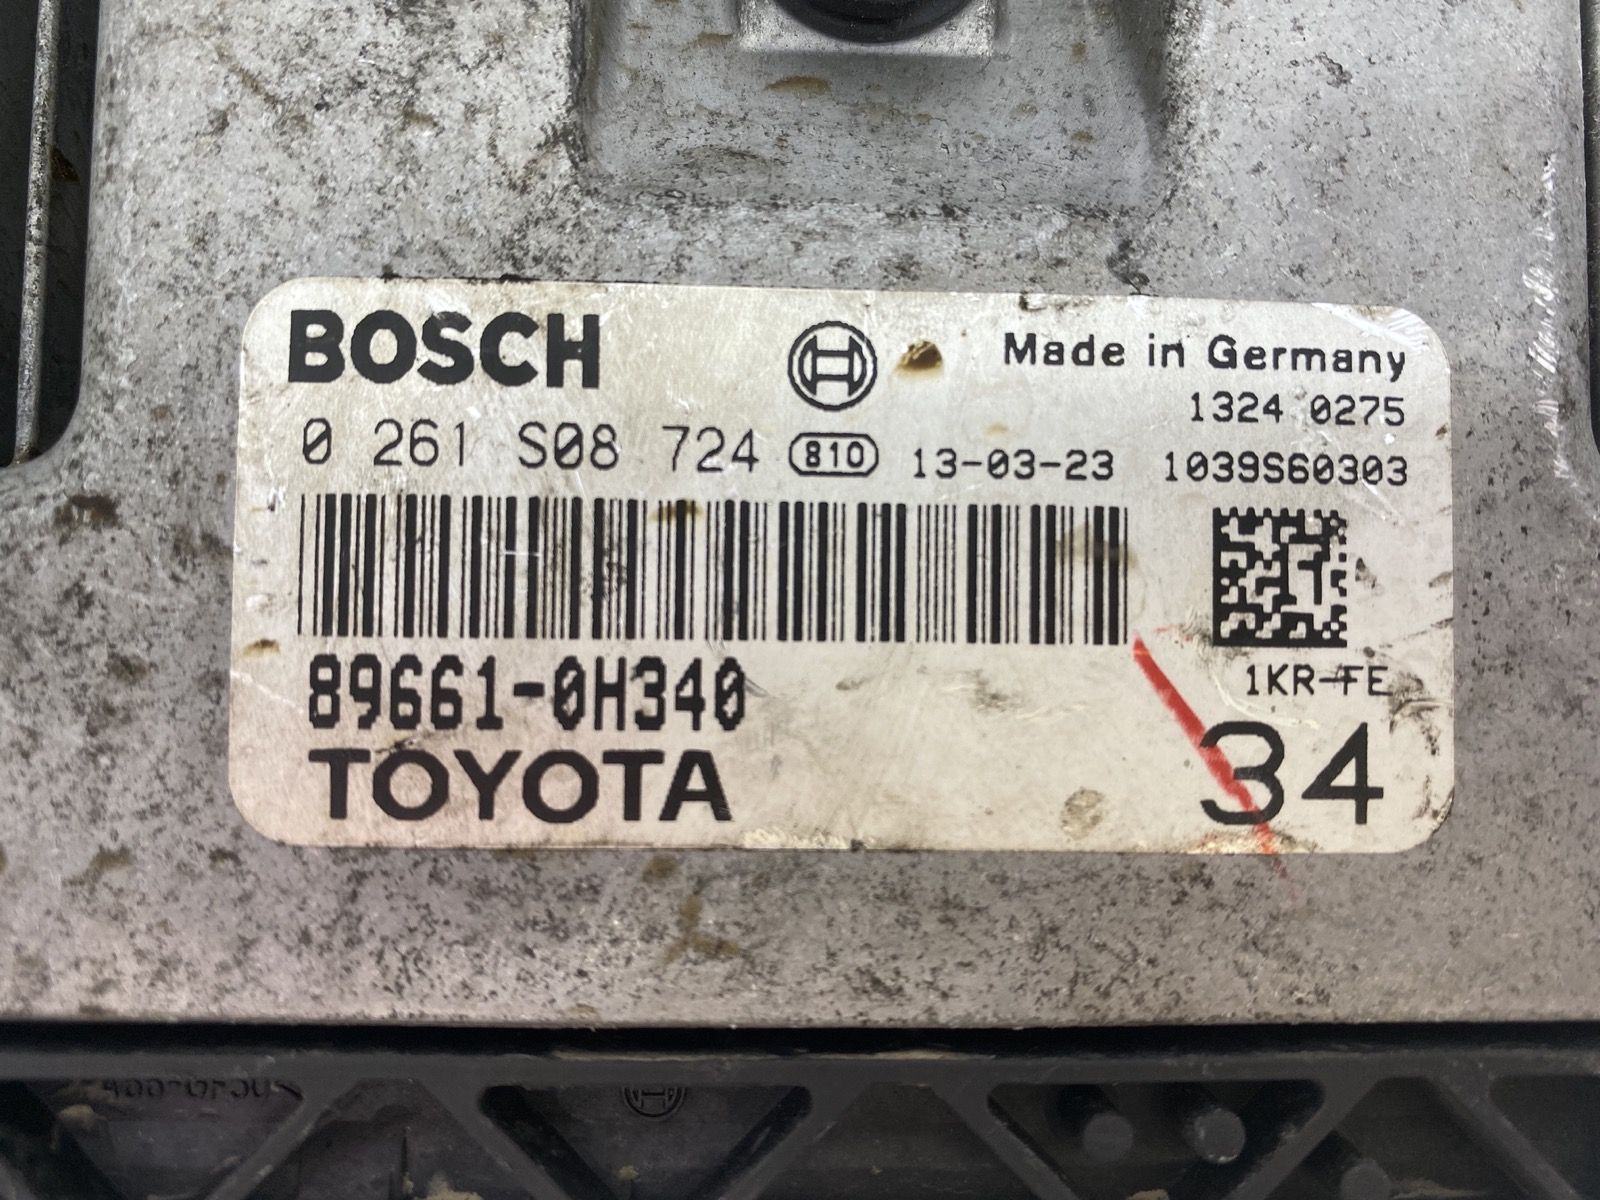 BOSCH
Made in Germany
1324 0275
0 261 S08 724 810 13-03-23 1039S60303
89661-0H340
1KR-FE
TOYOTA
34